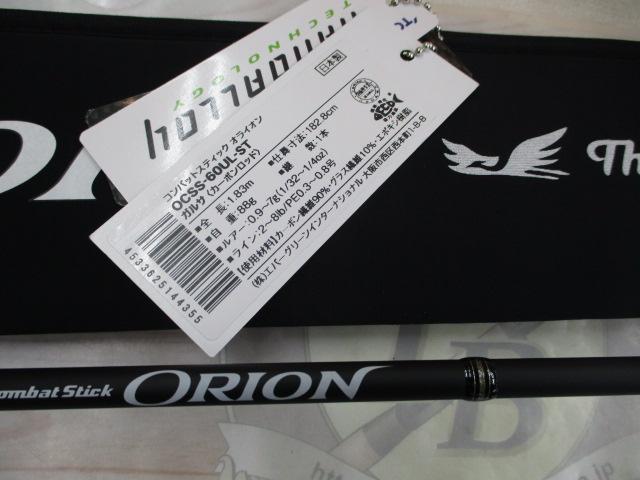 TECHNOLOGY
日本製
コンバットスティック オライオン
OCSS-60UL-ST
ガルサ (カーボンロッド)
■全長:1.83m ■仕舞寸法:182.8cm
■自重:88g ■継数:1本
■ルアー:0.9~7g(1/32~1/4oz)
■ライン:2~8lb/PE0.3~0.8号
【使用材料】カーボン繊維90%・グラス繊維10%・エポキシ樹脂
(株)エバーグリーンインターナショナル・大阪市西区西本町1-8-8
4533625144355
The
ombat Stick ORION
B
http:/